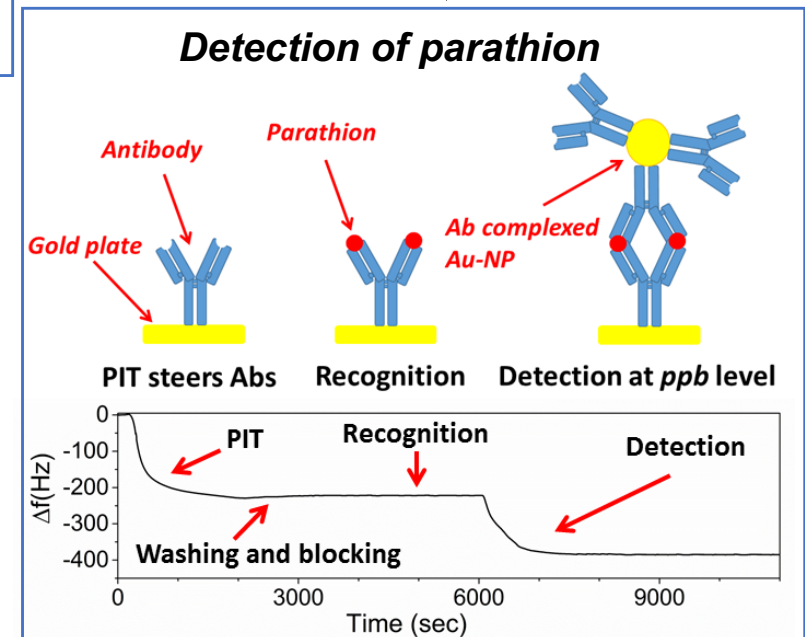 Detection of parathion
Antibody
Parathion
Gold plate
Ab complexed
Au-NP
PIT steers Abs
Recognition
Detection at ppb level
0
-100
-200
-300
-400
Δf(Hz)
PIT
Recognition
Detection
Washing and blocking
0
3000
6000
9000
Time (sec)